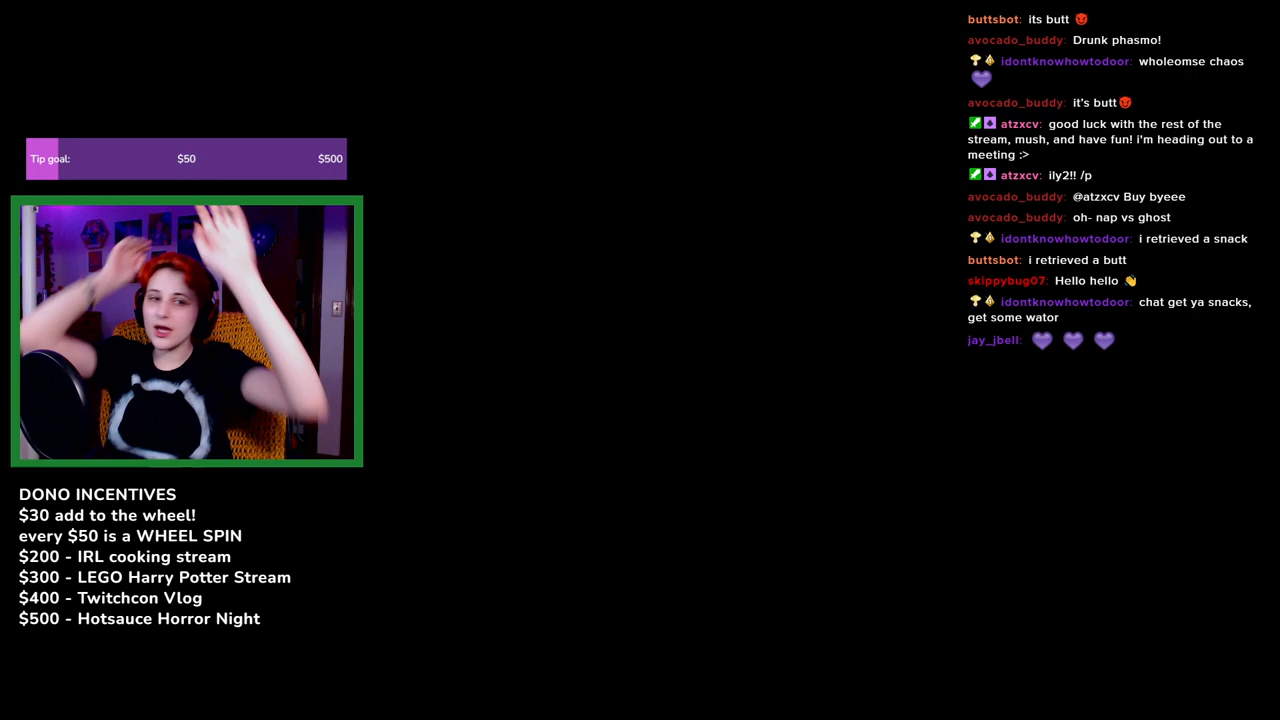 Tip goal: $50 $500
DONO INCENTIVES
$30 add to the wheel!
every $50 is a WHEEL SPIN
$200 - IRL cooking stream
$300 - LEGO Harry Potter Stream
$400 - Twitchcon Vlog
$500 - Hotsauce Horror Night
buttsbot: its butt 😈
avocado_buddy: Drunk phasmo!
idontknowhowtodoor: wholeomse chaos
💜
avocado_buddy: it's butt😈
atzxcv: good luck with the rest of the
stream, mush, and have fun! i'm heading out to a
meeting :>
atzxcv: ily2!! /p
avocado_buddy: @atzxcv Buy byeee
avocado_buddy: oh- nap vs ghost
idontknowhowtodoor: i retrieved a snack
buttsbot: i retrieved a butt
skippybug07: Hello hello 👋
idontknowhowtodoor: chat get ya snacks,
get some wator
jay_jbell: 💜 💜 💜